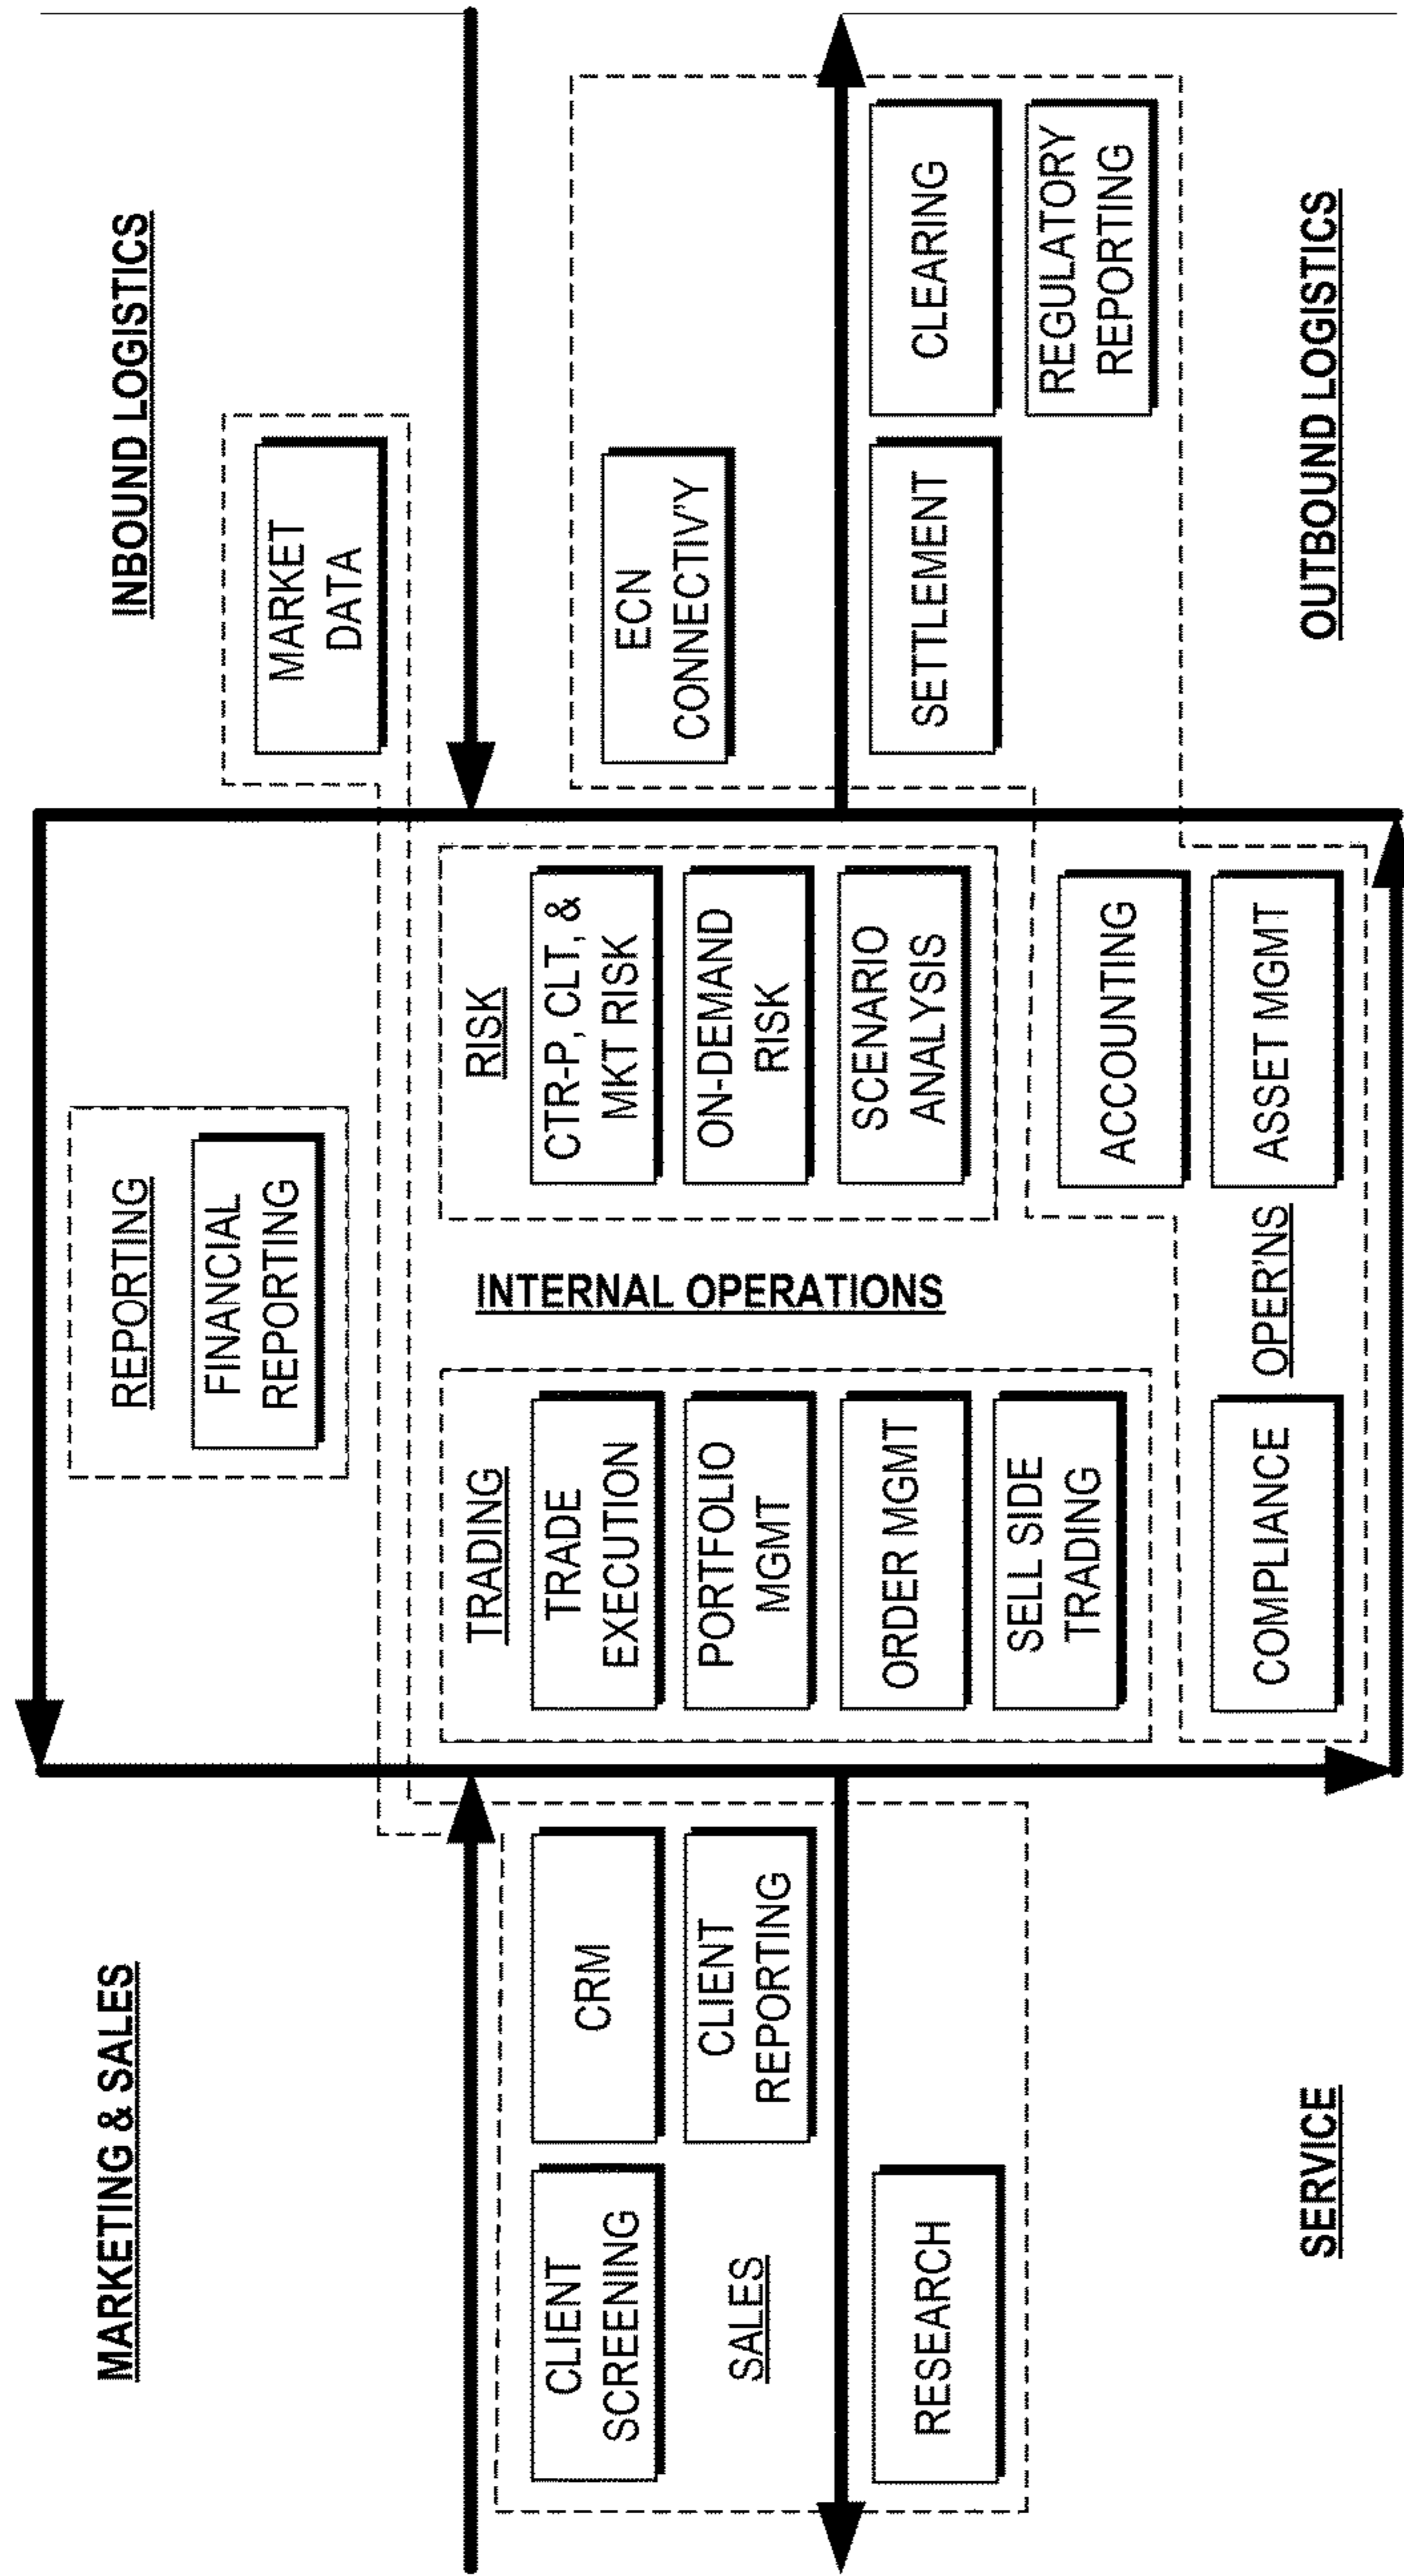 MARKETING & SALES
CLIENT
SCREENING
CRM
SALES
CLIENT
REPORTING
RESEARCH
SERVICE
REPORTING
FINANCIAL
REPORTING
TRADING
TRADE
EXECUTION
PORTFOLIO
MGMT
ORDER MGMT
SELL SIDE
TRADING
INTERNAL OPERATIONS
RISK
CTR-P, CLT, &
MKT RISK
ON-DEMAND
RISK
SCENARIO
ANALYSIS
COMPLIANCE
OPER'NS
ACCOUNTING
ASSET MGMT
INBOUND LOGISTICS
MARKET
DATA
ECN
CONNECTIV'Y
SETTLEMENT
CLEARING
REGULATORY
REPORTING
OUTBOUND LOGISTICS